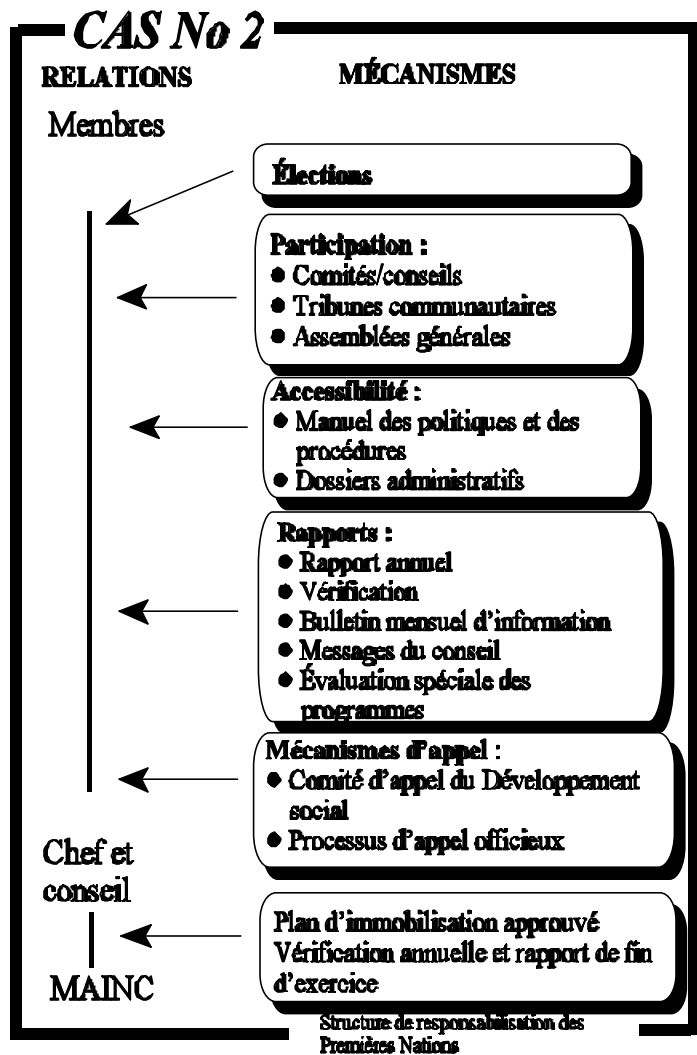 CAS No 2
RELATIONS
MÉCANISMES
Membres
Élections
Participation :
● Comités/conseils
● Tribunes communautaires
● Assemblées générales
Accessibilité :
● Manuel des politiques et des
procédures
● Dossiers administratifs
Rapports :
● Rapport annuel
● Vérification
● Bulletin mensuel d'information
● Messages du conseil
● Évaluation spéciale des
programmes
Mécanismes d'appel :
● Comité d'appel du Développement
social
● Processus d'appel officieux
Chef et
conseil
Plan d'immobilisation approuvé
Vérification annuelle et rapport de fin
d'exercice
MAINC
Structure de responsabilisation des
Premières Nations